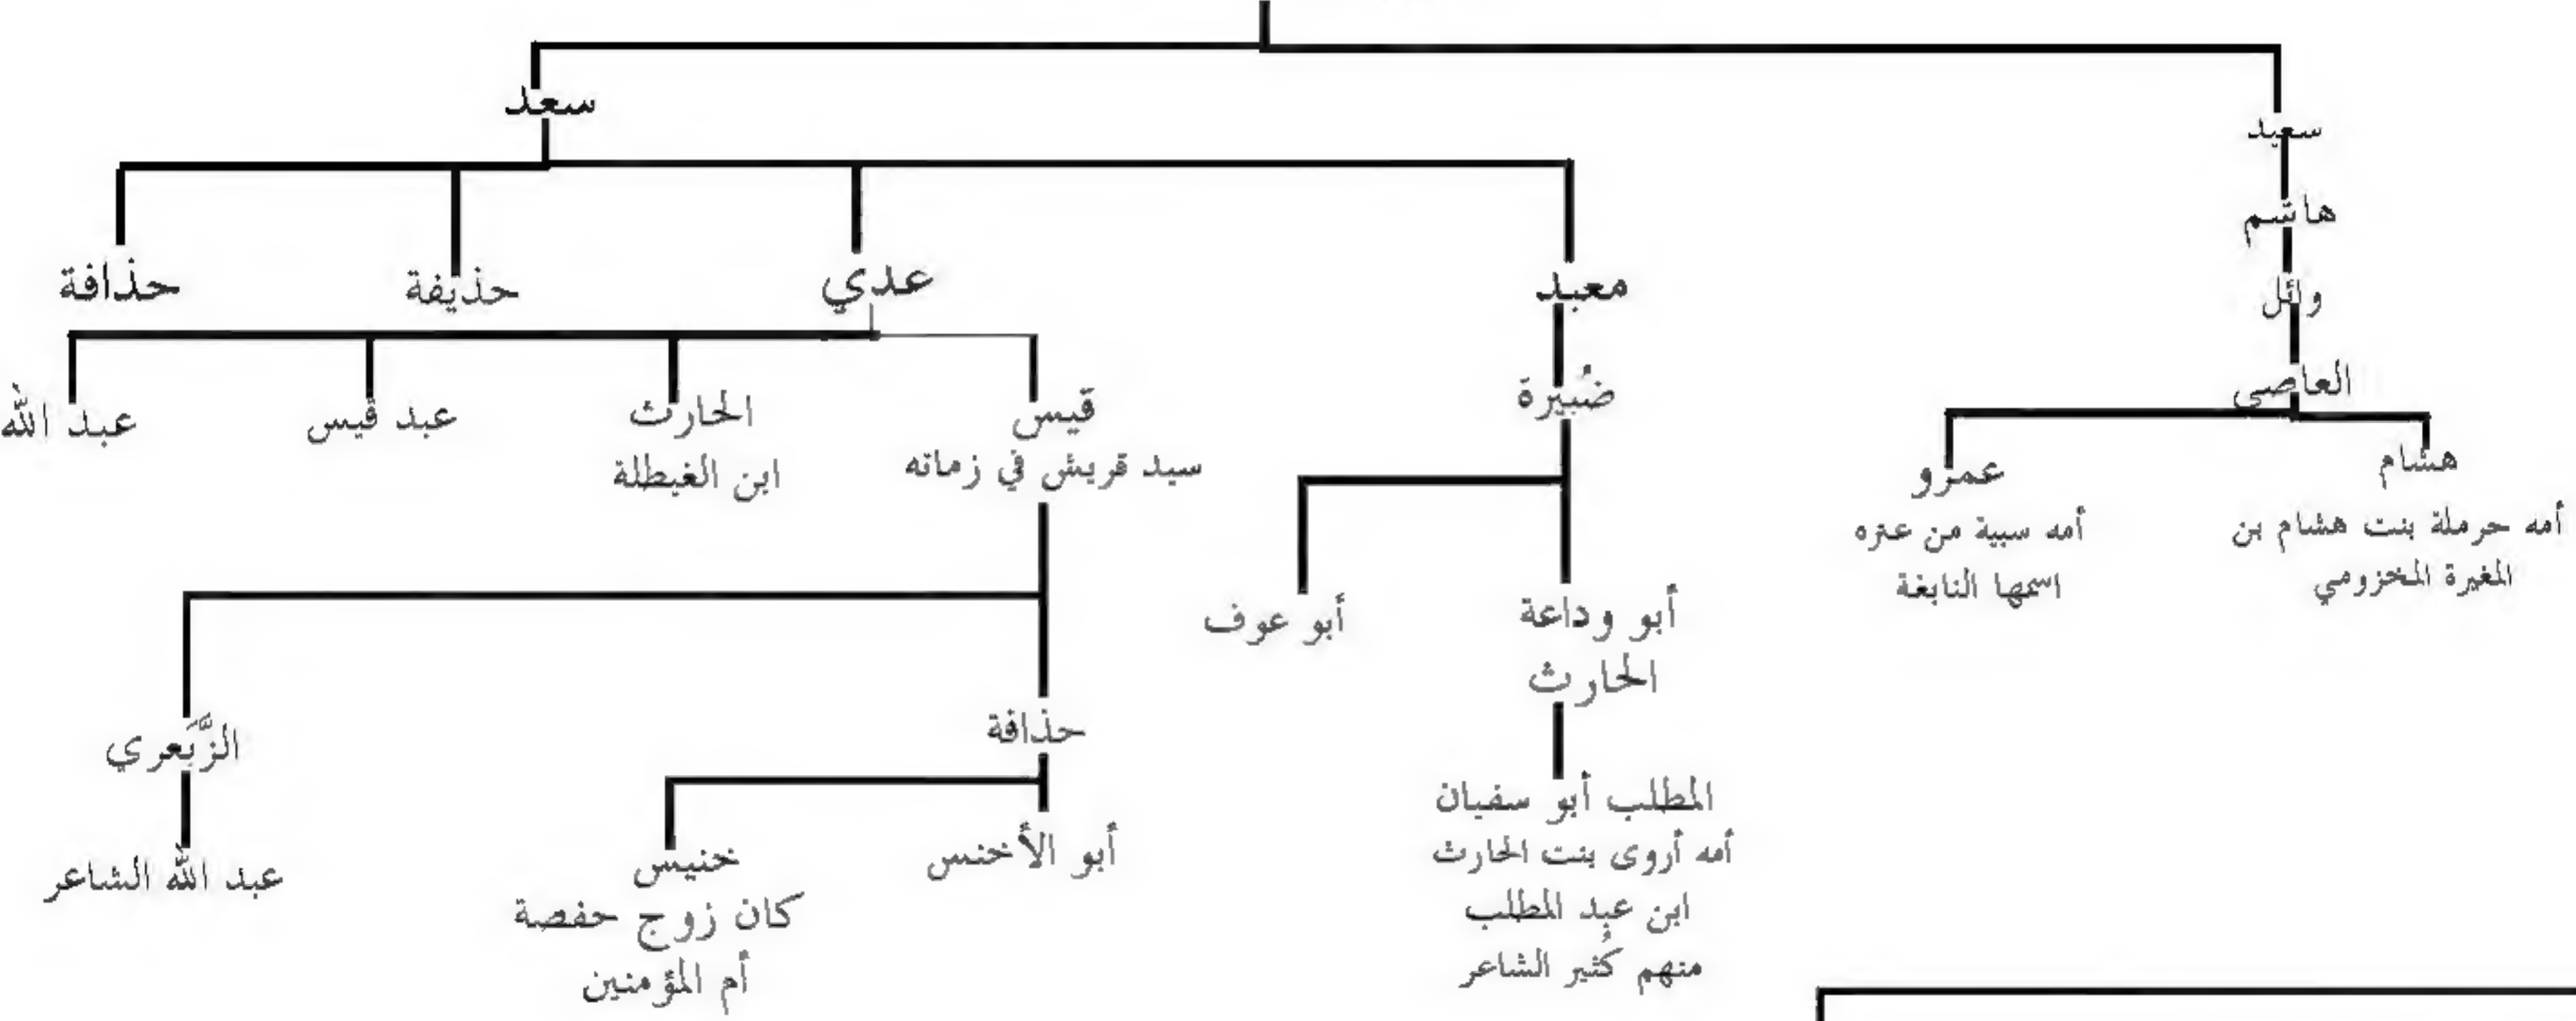 سعيد
سعد
هاشم
وائل
العاصي
هشام
أمه حرملة بنت هشام بن
المغيرة المخزومي
عمرو
أمه سبية من عنزه
اسمها النابغة
معبد
عدي
حذيفة
حذافة
ضُبيرة
أبو وداعة
الحارث
أبو عوف
المطلب أبو سفيان
أمه أروى بنت الحارث
ابن عبد المطلب
منهم كُثير الشاعر
قيس
سيد قريش في زمانه
الحارث
ابن الغيطلة
عبد قيس
عبد الله
حذافة
الزَّبَعري
أبو الأخنس
خنيس
كان زوج حفصة
أم المؤمنين
عبد الله الشاعر